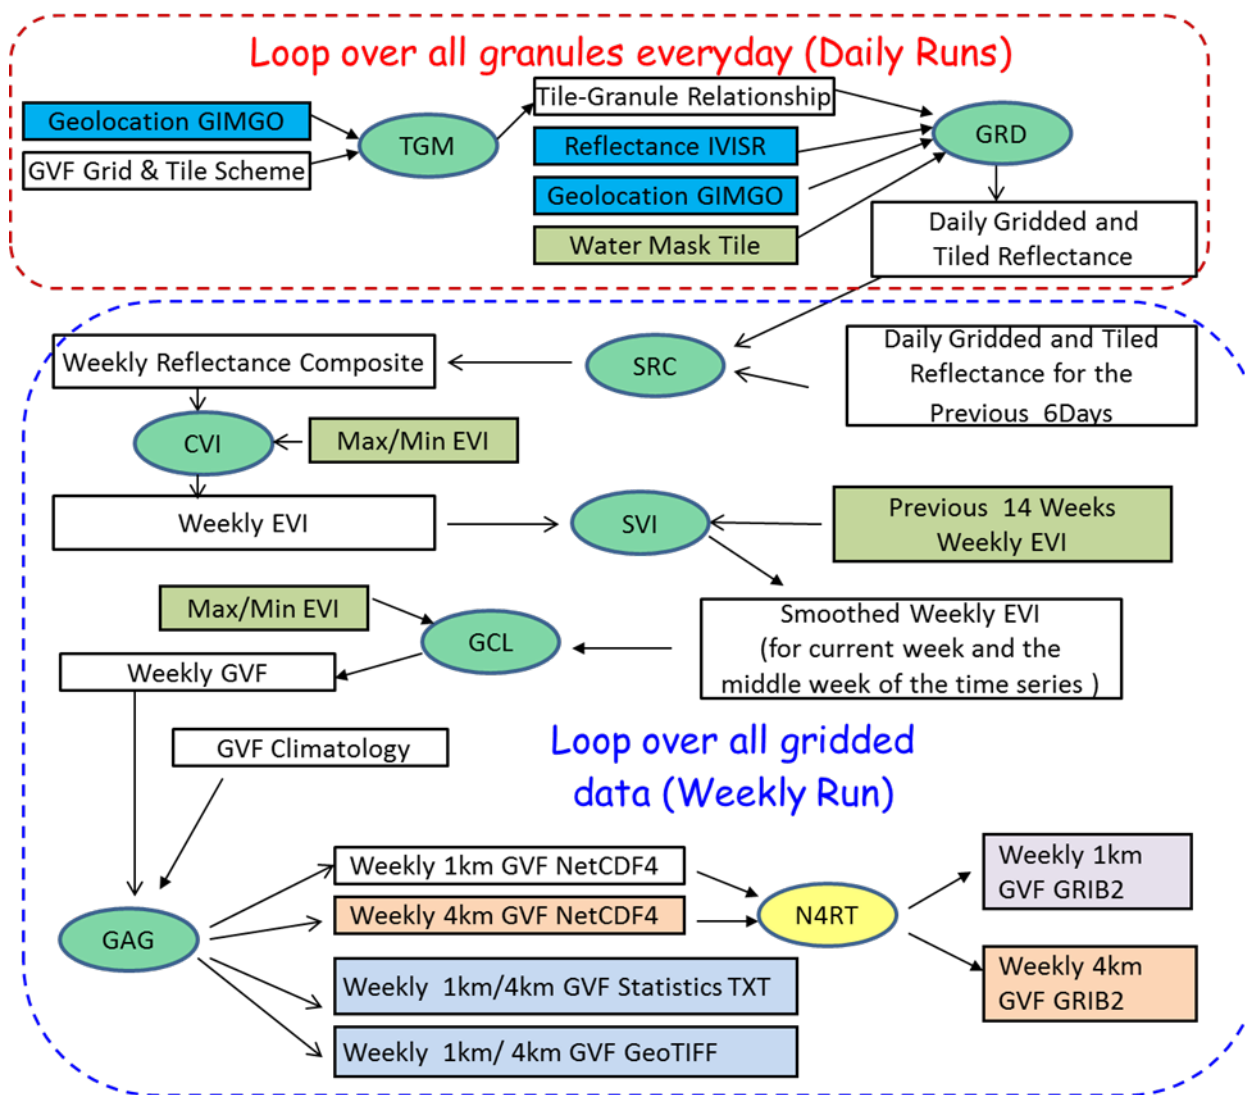 Loop over all granules everyday (Daily Runs)
Geolocation GIMGO
GVF Grid & Tile Scheme
TGM
Tile-Granule Relationship
Reflectance IVISR
Geolocation GIMGO
Water Mask Tile
GRD
Daily Gridded and
Tiled Reflectance
Weekly Reflectance Composite
SRC
Daily Gridded and Tiled
Reflectance for the
Previous 6Days
CVI
Max/Min EVI
Weekly EVI
SVI
Previous 14 Weeks
Weekly EVI
Max/Min EVI
GCL
Smoothed Weekly EVI
(for current week and the
middle week of the time series )
Weekly GVF
GVF Climatology
Loop over all gridded
data (Weekly Run)
GAG
Weekly 1km GVF NetCDF4
Weekly 4km GVF NetCDF4
Weekly 1km/4km GVF Statistics TXT
Weekly 1km/ 4km GVF GeoTIFF
N4RT
Weekly 1km
GVF GRIB2
Weekly 4km
GVF GRIB2